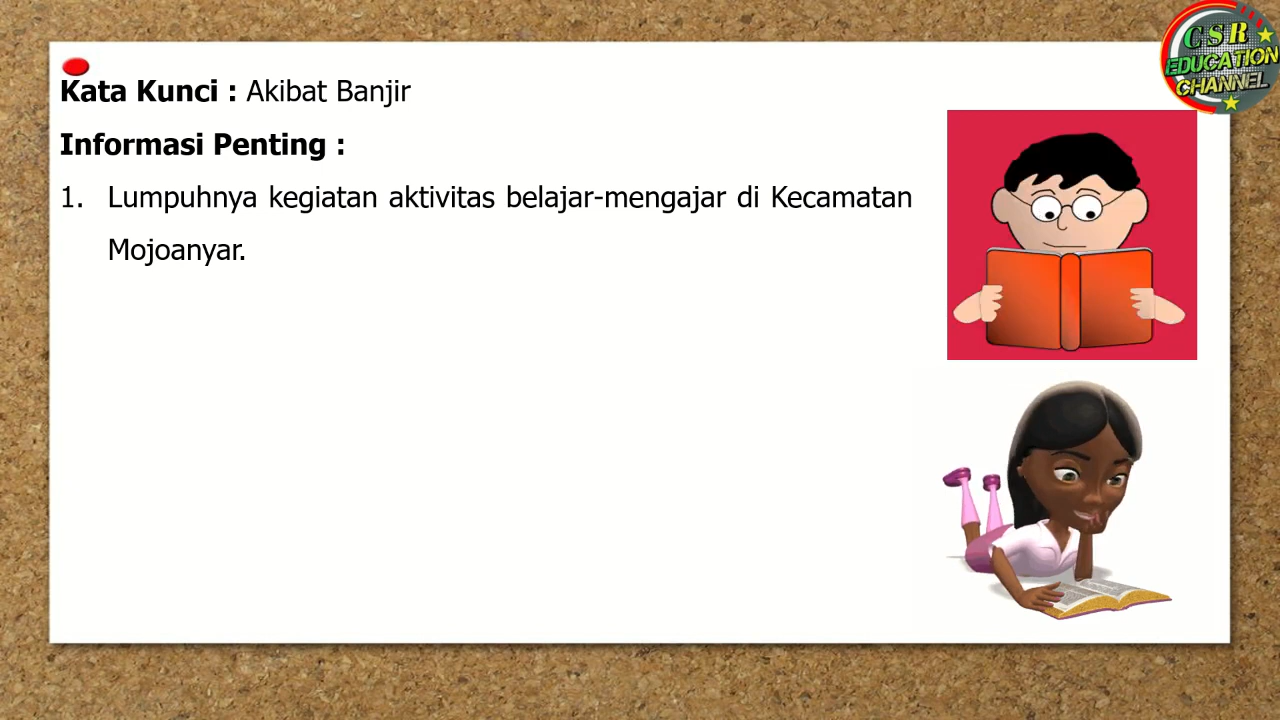 CSR
EDUCATION
CHANNEL
Kata Kunci : Akibat Banjir
Informasi Penting :
1. Lumpuhnya kegiatan aktivitas belajar-mengajar di Kecamatan
Mojoanyar.